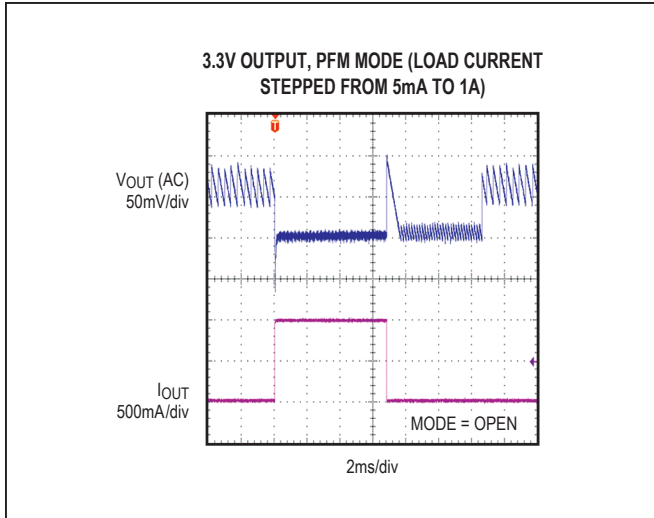 3.3V OUTPUT, PFM MODE (LOAD CURRENT
STEPPED FROM 5mA TO 1A)
T
VOUT (AC)
50mV/div
IOUT
500mA/div
MODE = OPEN
2ms/div